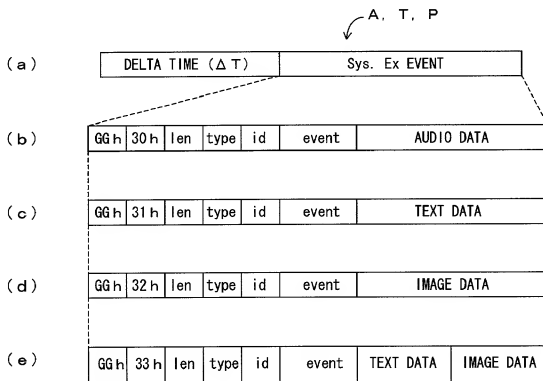 A, T, P
(a) DELTA TIME (ΔT) Sys. Ex EVENT
(b) GGh 30h len type id event AUDIO DATA
(c) GGh 31h len type id event TEXT DATA
(d) GGh 32h len type id event IMAGE DATA
(e) GGh 33h len type id event TEXT DATA IMAGE DATA